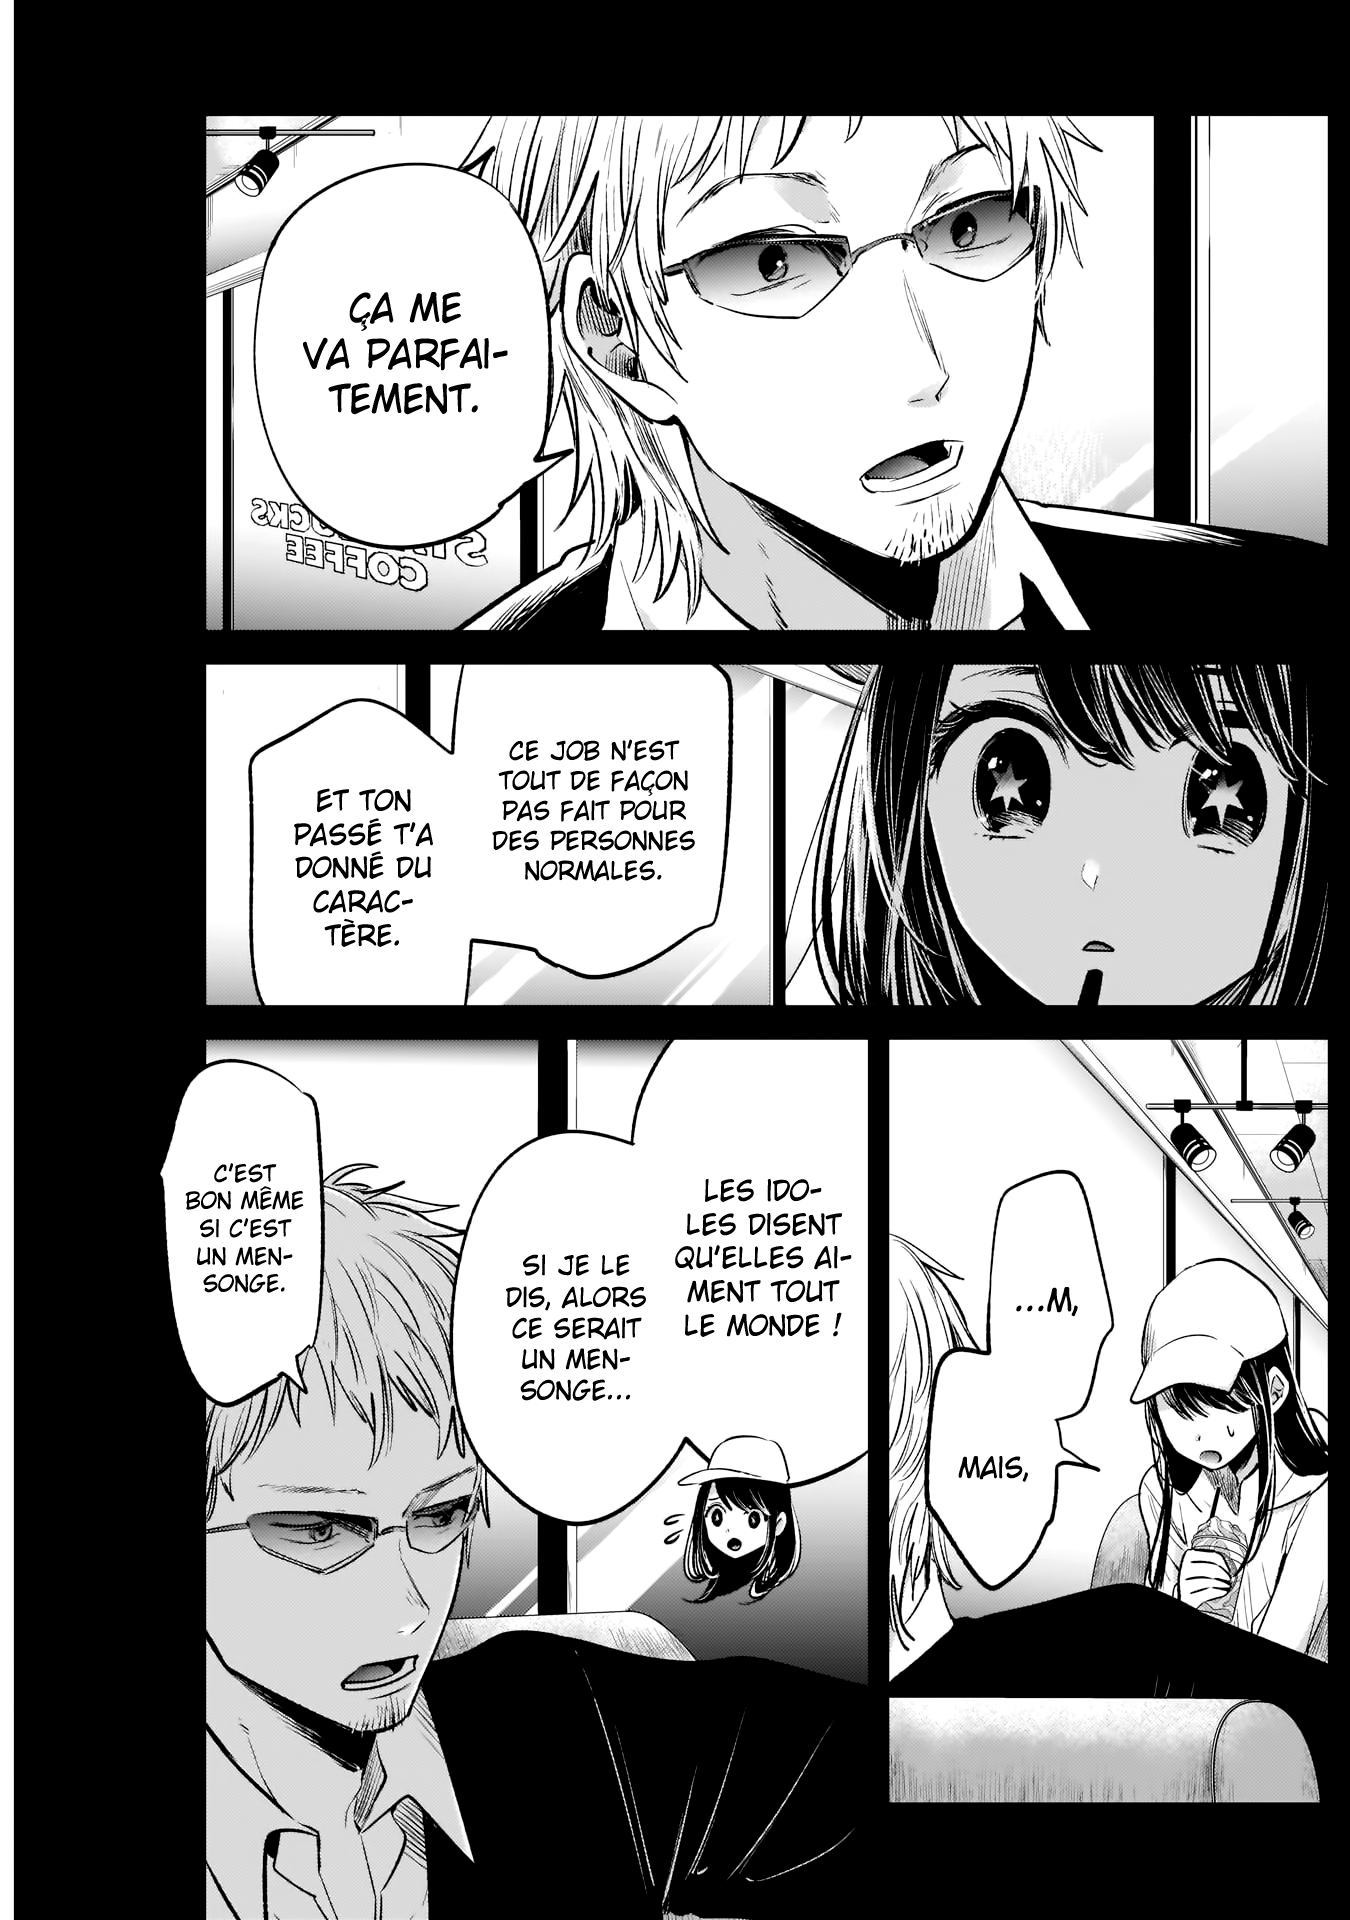 ÇA ME
VA PARFAI-
TEMENT.
COFFEE
CE JOB N'EST
TOUT DE FAÇON
PAS FAIT POUR
DES PERSONNES
NORMALES.
ET TON
PASSÉ T'A
DONNÉ DU
CARAC-
TÈRE.
...M,
MAIS,
LES IDO-
LES DISENT
QU'ELLES AI-
MENT TOUT
LE MONDE !
SI JE LE
DIS, ALORS
CE SERAIT
UN MEN-
SONGE...
C'EST
BON MÊME
SI C'EST
UN MEN-
SONGE.